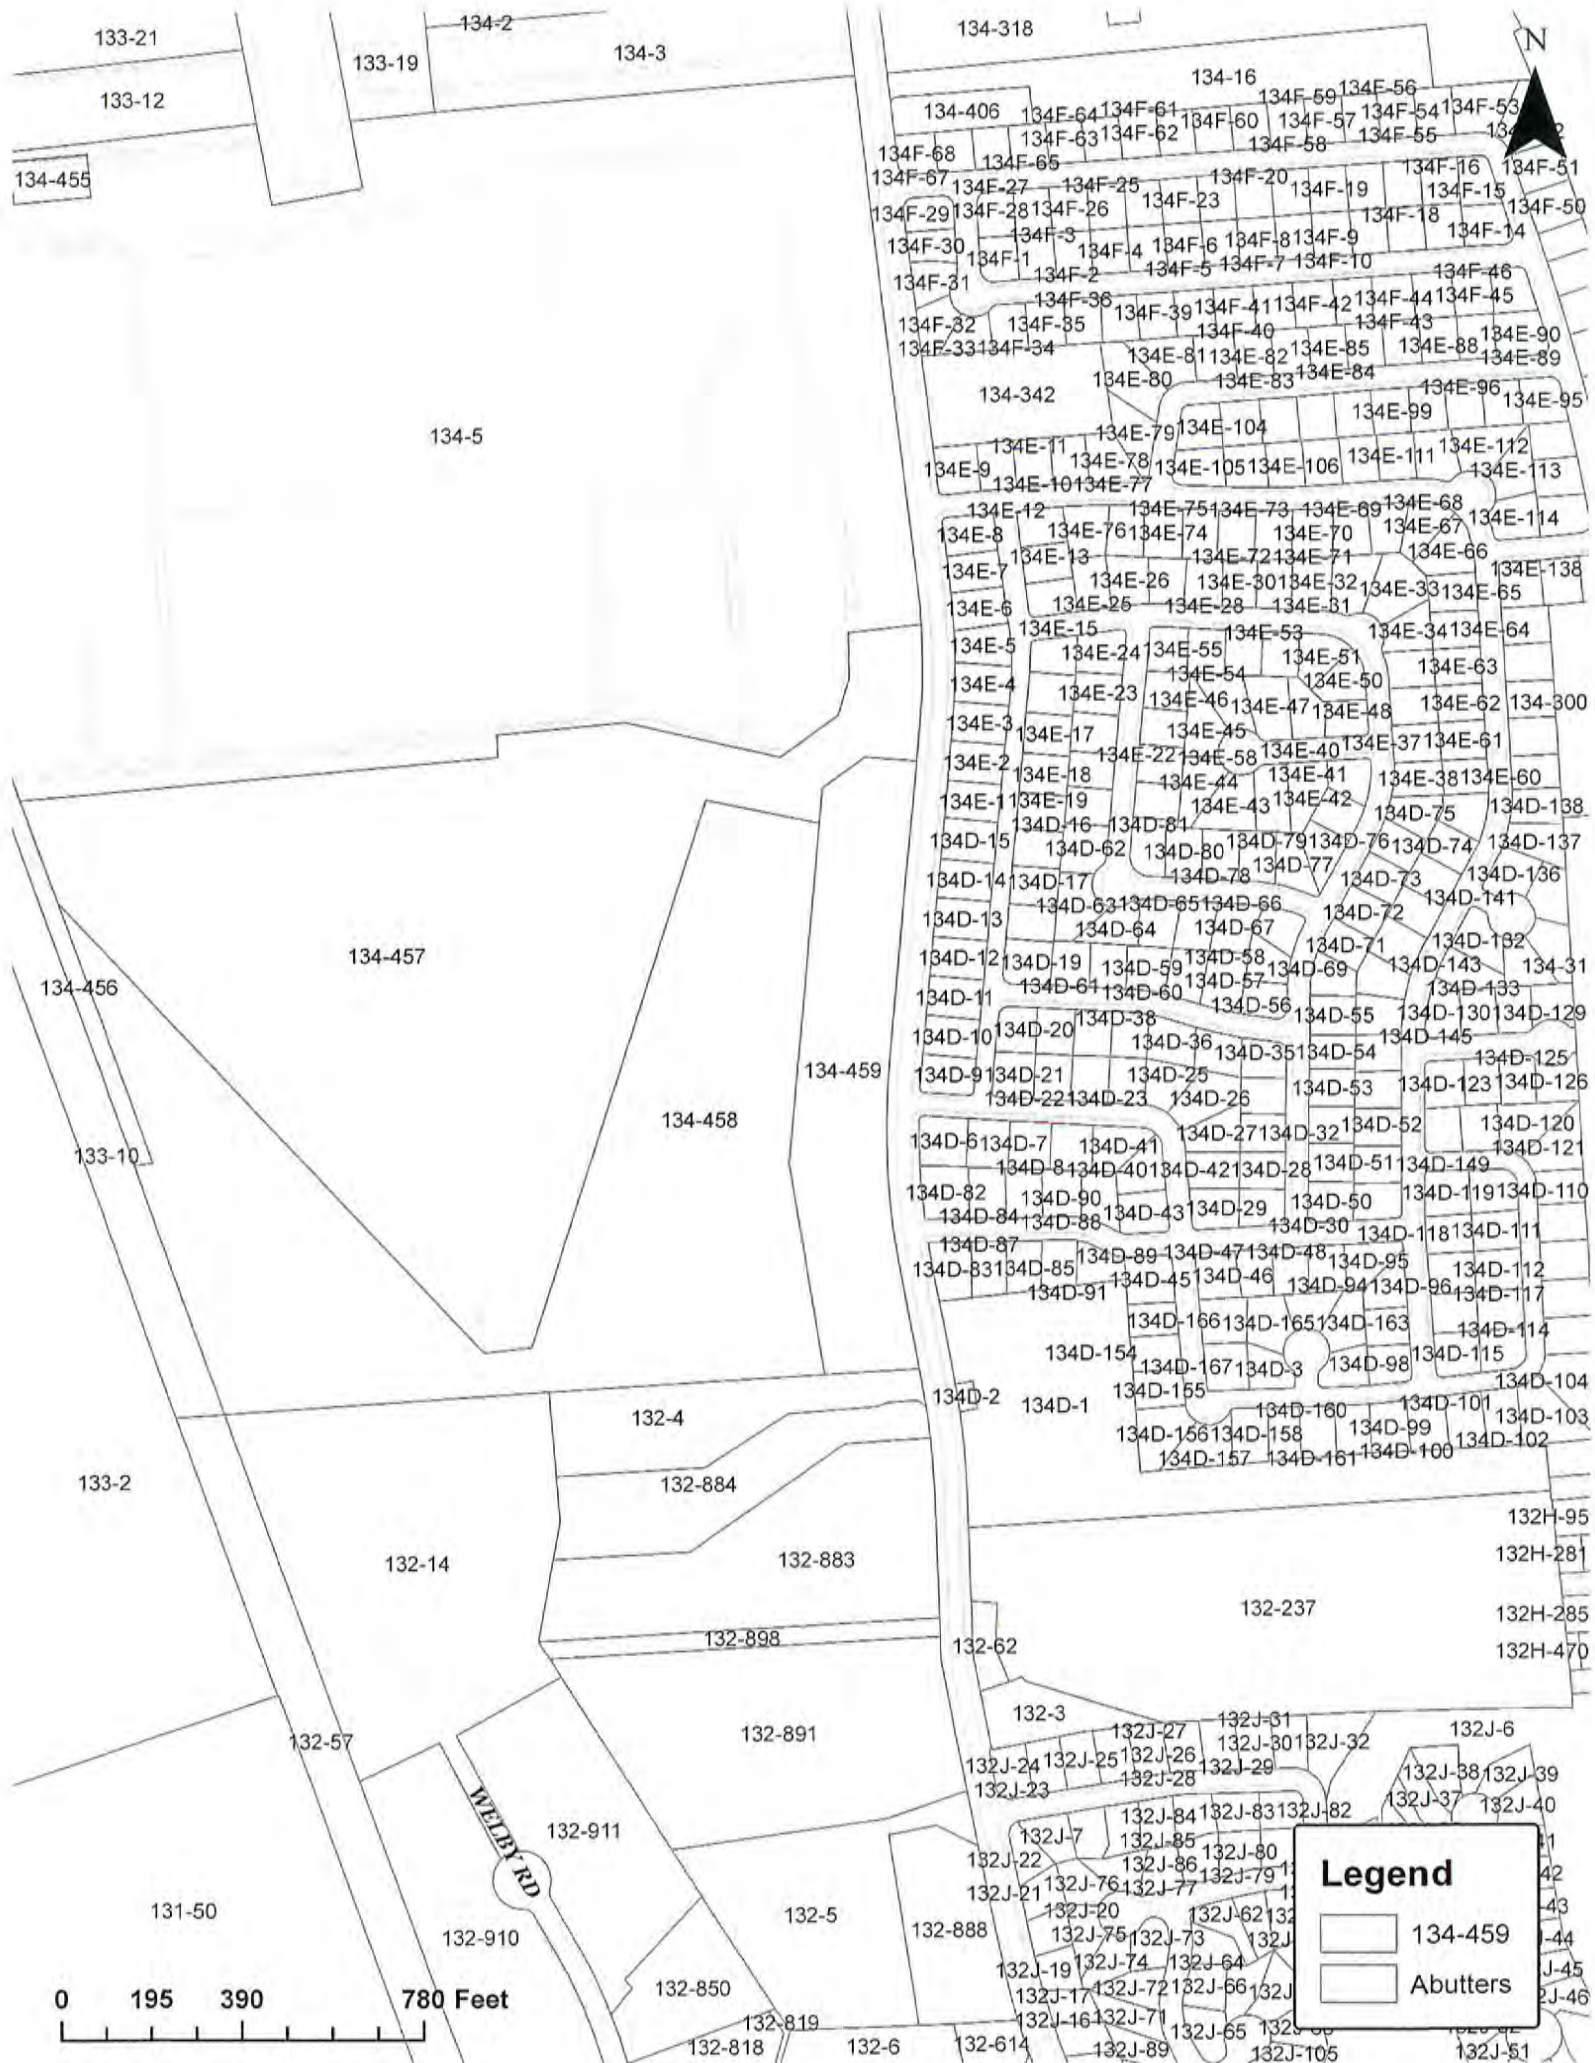 133-21
134-2
134-318
N
133-19
134-3
133-12
134-16
134F-59 134E-56
134-406 134F-64 134F-61 134F-54 134F-53
134F-63 134F-62 134F-60 134F-57 134F-55
134F-68 134F-65 134F-58
134-455
134F-67 134E-27 134F-25 134F-20 134F-16 134F-51
134F-29 134F-28 134F-26 134F-23 134F-19 134F-15
134F-18 134F-50
134F-30 134F-3 134F-4 134F-6 134F-8 134F-9 134F-14
134F-1 134F-2 134F-5 134F-7 134F-10
134F-31 134F-46
134F-36 134F-39 134F-41 134F-42 134F-44 134F-45
134F-32 134F-35 134F-40 134F-43 134E-90
134F-33 134F-34 134E-81 134E-82 134E-85 134E-88 134E-89
134-342 134E-80 134E-83 134E-84 134E-96
134E-99 134E-95
134-5
134E-11 134E-79 134E-104
134E-9 134E-78 134E-105 134E-106 134E-111 134E-112
134E-10 134E-77 134E-113
134E-12 134E-75 134E-73 134E-69 134E-68
134E-8 134E-76 134E-74 134E-70 134E-67 134E-114
134E-13 134E-72 134E-71 134E-66
134E-7 134E-26 134E-30 134E-32 134E-33 134E-65 134E-138
134E-6 134E-25 134E-28 134E-31
134E-15 134E-53 134E-34 134E-64
134E-5 134E-24 134E-55 134E-51
134E-54 134E-63
134E-4 134E-23 134E-46 134E-47 134E-50
134E-48 134E-62 134-300
134E-3 134E-17 134E-45
134E-22 134E-58 134E-40 134E-37 134E-61
134E-2 134E-18 134E-44 134E-41 134E-38 134E-60
134E-1 134E-19 134E-43 134E-42 134D-75 134D-138
134D-16 134D-81
134D-15 134D-62 134D-80 134D-79 134D-76 134D-74 134D-137
134D-77
134D-14 134D-17 134D-78 134D-73 134D-136
134D-63 134D-65 134D-66 134D-141
134D-13 134D-64 134D-67 134D-72
134D-71 134D-132
134-457
134D-12 134D-19 134D-59 134D-58 134D-69 134D-143 134-31
134D-61 134D-60 134D-57 134D-133
134-456
134D-11 134D-56 134D-55 134D-130 134D-129
134D-10 134D-20 134D-38 134D-36 134D-145
134D-35 134D-54 134D-125
134-459
134D-9 134D-21 134D-25 134D-53 134D-123 134D-126
134D-22 134D-23 134D-26
134-458
134D-27 134D-32 134D-52 134D-120
134D-6 134D-7 134D-41 134D-121
133-10
134D-8 134D-40 134D-42 134D-28 134D-51 134D-149
134D-82 134D-90 134D-50 134D-119 134D-110
134D-84 134D-88 134D-43 134D-29 134D-30 134D-118 134D-111
134D-87 134D-89 134D-47 134D-48 134D-95
134D-83 134D-85 134D-45 134D-46 134D-94 134D-96 134D-112
134D-91 134D-117
134D-166 134D-165 134D-163 134D-114
134D-154 134D-167 134D-3 134D-98 134D-115
134D-2 134D-1 134D-155 134D-104
134D-160 134D-101 134D-103
132-4
134D-156 134D-158 134D-99 134D-102
134D-157 134D-161 134D-100
133-2
132-884
132H-95
132-14
132-883
132H-281
132-237
132H-285
132-898
132-62
132H-470
132-3 132J-27 132J-31
132-57
132-891
132J-30 132J-32 132J-6
132J-24 132J-25 132J-26 132J-29
132J-23 132J-28 132J-38 132J-39
WELBY RD
132J-37 132J-40
132-911
132J-7 132J-84 132J-83 132J-82
132J-85
132J-22 132J-86 132J-80 41
132J-21 132J-76 132J-77 132J-79 42
Legend
131-50
132-5
132J-20 132J-62 -43
132-910
132-888
132J-75 132J-73 134-459 -44
132J-19 132J-74 132J-64
132-850
132J-17 132J-72 132J-66 Abutters J-45
0 195 390 780 Feet
132-819 132J-16 132J-71 132J-65
132-818 132-6 132-614 132J-89 132J-105 132J-51